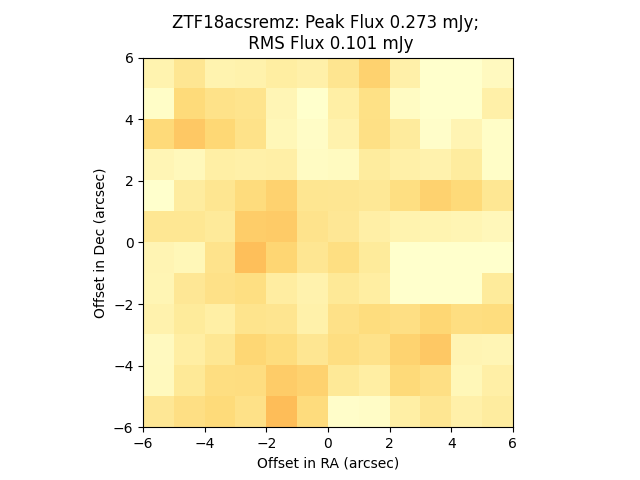 ZTF18acsremz: Peak Flux 0.273 mJy;
RMS Flux 0.101 mJy
6
4
2
0
−2
−4
−6
Offset in Dec (arcsec)
−6 −4 −2 0 2 4 6
Offset in RA (arcsec)